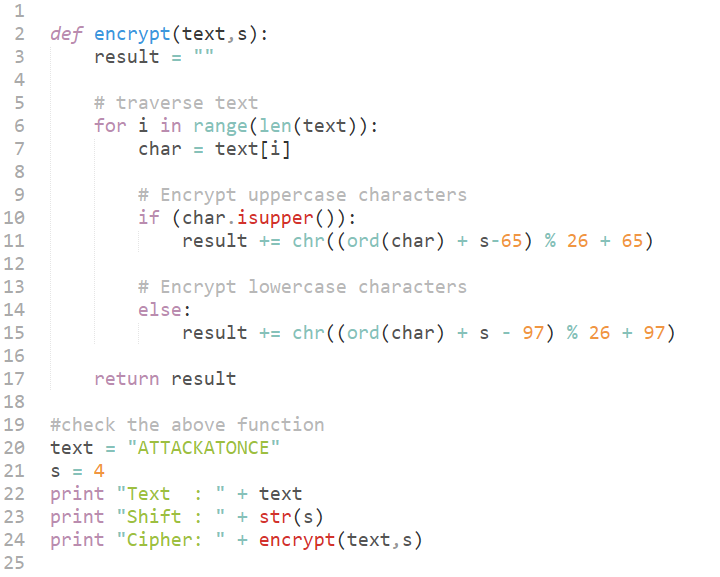 1
2 def encrypt(text,s):
3     result = ""
4
5     # traverse text
6     for i in range(len(text)):
7         char = text[i]
8
9         # Encrypt uppercase characters
10         if (char.isupper()):
11             result += chr((ord(char) + s-65) % 26 + 65)
12
13         # Encrypt lowercase characters
14         else:
15             result += chr((ord(char) + s - 97) % 26 + 97)
16
17     return result
18
19 #check the above function
20 text = "ATTACKATONCE"
21 s = 4
22 print "Text  : " + text
23 print "Shift : " + str(s)
24 print "Cipher: " + encrypt(text,s)
25